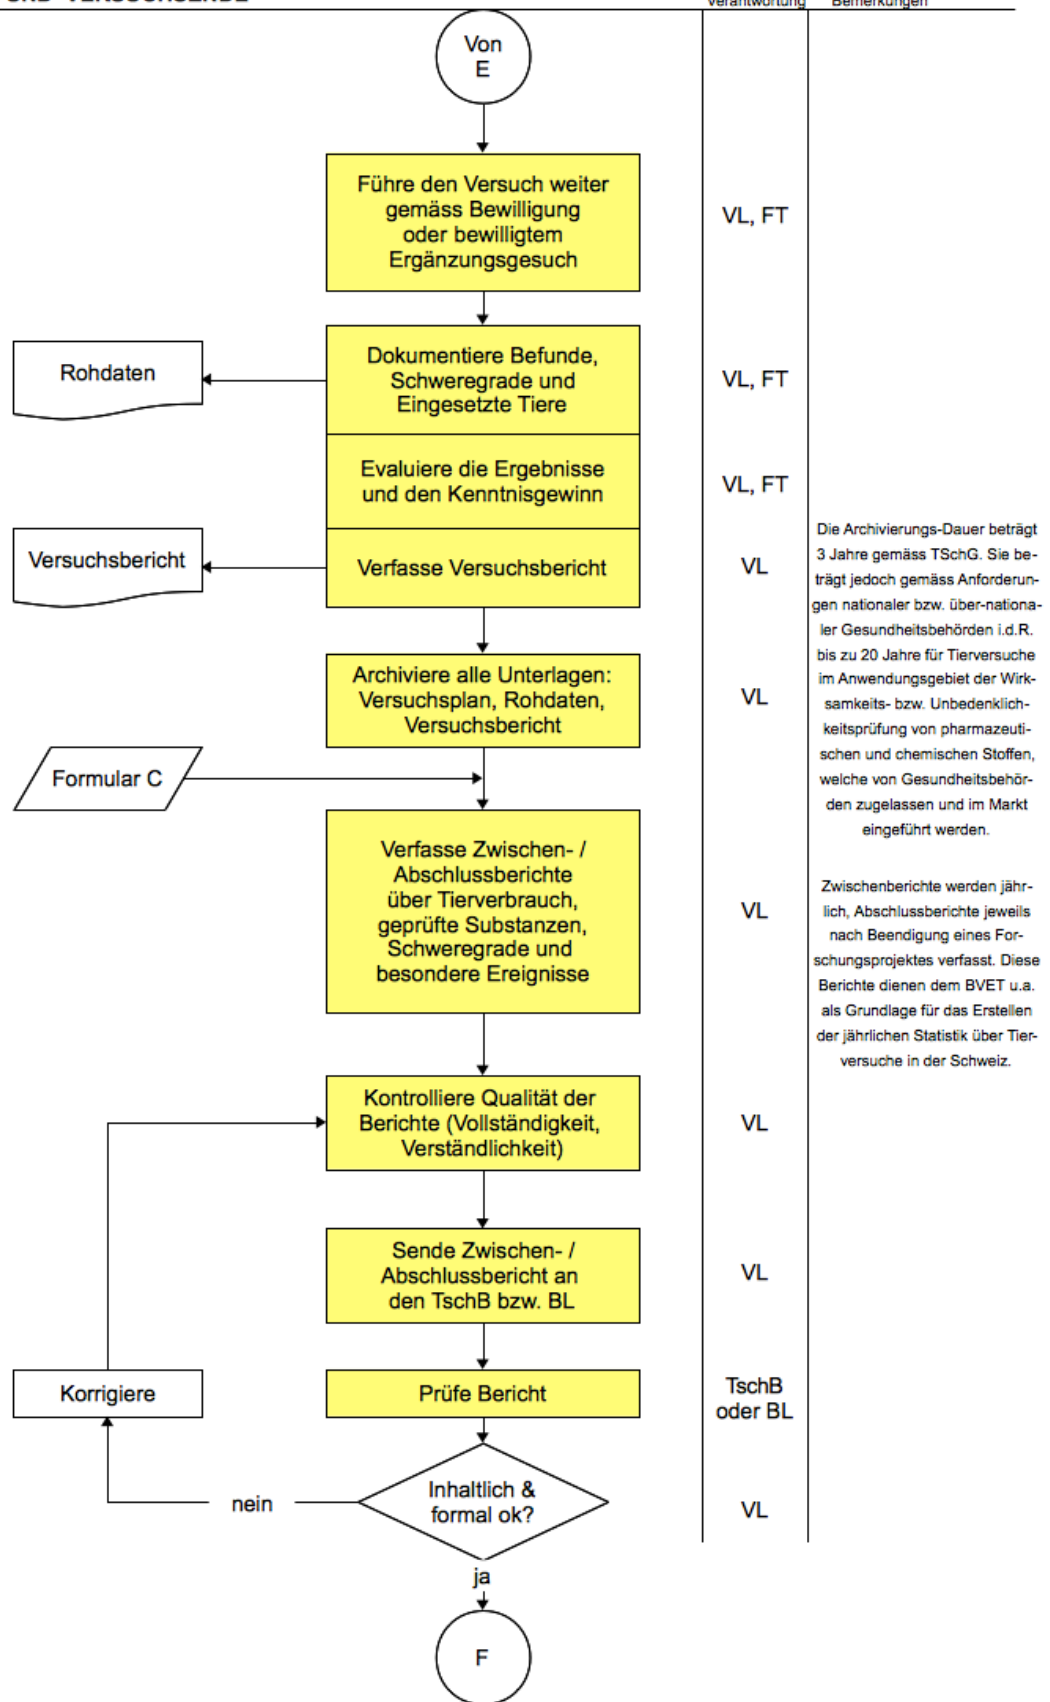 UND VERSUCHSENDE
Verantwortung
Bemerkungen
Von
E
Führe den Versuch weiter
gemäss Bewilligung
oder bewilligtem
Ergänzungsgesuch
VL, FT
Rohdaten
Dokumentiere Befunde,
Schweregrade und
Eingesetzte Tiere
VL, FT
Evaluiere die Ergebnisse
und den Kenntnisgewinn
VL, FT
Versuchsbericht
Verfasse Versuchsbericht
VL
Archiviere alle Unterlagen:
Versuchsplan, Rohdaten,
Versuchsbericht
VL
Die Archivierungs-Dauer beträgt
3 Jahre gemäss TSchG. Sie be-
trägt jedoch gemäss Anforderun-
gen nationaler bzw. über-nationa-
ler Gesundheitsbehörden i.d.R.
bis zu 20 Jahre für Tierversuche
im Anwendungsgebiet der Wirk-
samkeits- bzw. Unbedenklich-
keitsprüfung von pharmazeuti-
schen und chemischen Stoffen,
welche von Gesundheitsbehör-
den zugelassen und im Markt
eingeführt werden.
Formular C
Verfasse Zwischen- /
Abschlussberichte
über Tierverbrauch,
geprüfte Substanzen,
Schweregrade und
besondere Ereignisse
VL
Zwischenberichte werden jähr-
lich, Abschlussberichte jeweils
nach Beendigung eines For-
schungsprojektes verfasst. Diese
Berichte dienen dem BVET u.a.
als Grundlage für das Erstellen
der jährlichen Statistik über Tier-
versuche in der Schweiz.
Kontrolliere Qualität der
Berichte (Vollständigkeit,
Verständlichkeit)
VL
Sende Zwischen- /
Abschlussbericht an
den TschB bzw. BL
VL
Korrigiere
Prüfe Bericht
TschB
oder BL
Inhaltlich &
formal ok?
nein
VL
ja
F